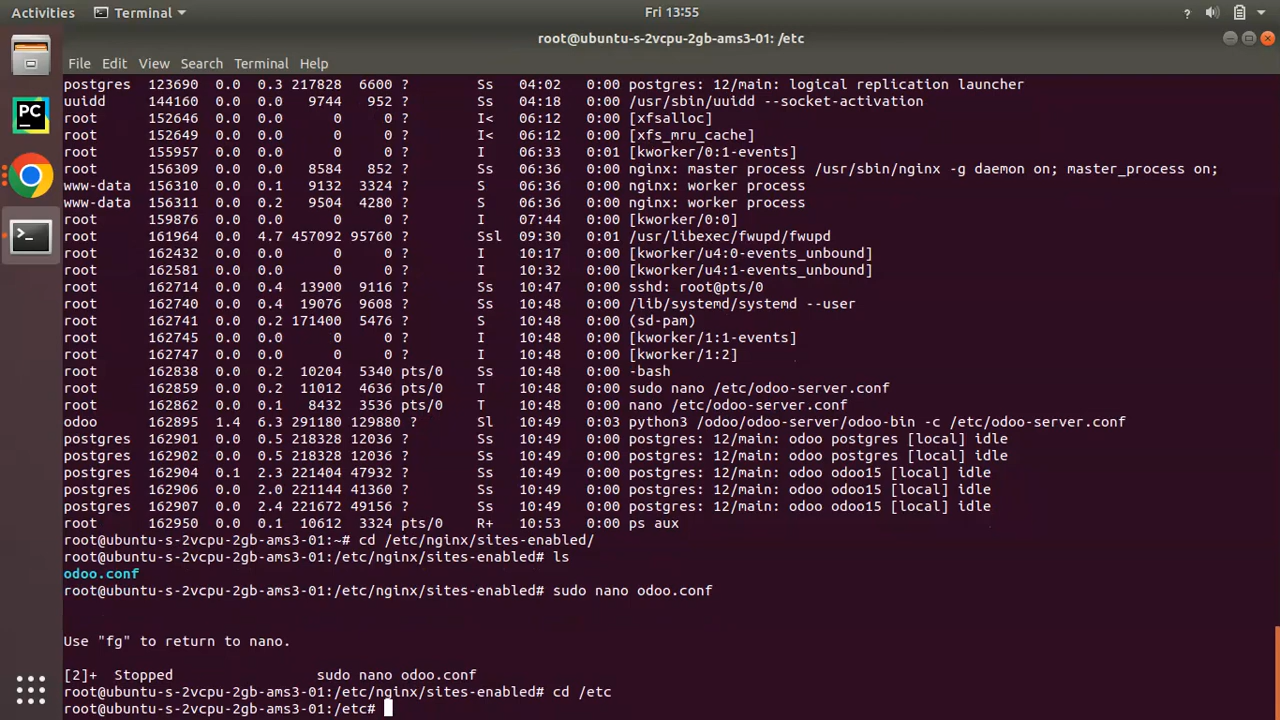 Activities Terminal Fri 13:55 ?
root@ubuntu-s-2vcpu-2gb-ams3-01: /etc
File Edit View Search Terminal Help
PC
postgres 123690 0.0 0.3 217828 6600 ? Ss 04:02 0:00 postgres: 12/main: logical replication launcher
uuidd 144160 0.0 0.0 9744 952 ? Ss 04:18 0:00 /usr/sbin/uuidd --socket-activation
root 152646 0.0 0.0 0 0 ? I< 06:12 0:00 [xfsalloc]
root 152649 0.0 0.0 0 0 ? I< 06:12 0:00 [xfs_mru_cache]
root 155957 0.0 0.0 0 0 ? I 06:33 0:01 [kworker/0:1-events]
root 156309 0.0 0.0 8584 852 ? Ss 06:36 0:00 nginx: master process /usr/sbin/nginx -g daemon on; master_process on;
www-data 156310 0.0 0.1 9132 3324 ? S 06:36 0:00 nginx: worker process
www-data 156311 0.0 0.2 9504 4280 ? S 06:36 0:00 nginx: worker process
root 159876 0.0 0.0 0 0 ? I 07:44 0:00 [kworker/0:0]
root 161964 0.0 4.7 457092 95760 ? Ssl 09:30 0:01 /usr/libexec/fwupd/fwupd
root 162432 0.0 0.0 0 0 ? I 10:17 0:00 [kworker/u4:0-events_unbound]
root 162581 0.0 0.0 0 0 ? I 10:32 0:00 [kworker/u4:1-events_unbound]
root 162714 0.0 0.4 13900 9116 ? Ss 10:47 0:00 sshd: root@pts/0
root 162740 0.0 0.4 19076 9608 ? Ss 10:48 0:00 /lib/systemd/systemd --user
root 162741 0.0 0.2 171400 5476 ? S 10:48 0:00 (sd-pam)
root 162745 0.0 0.0 0 0 ? I 10:48 0:00 [kworker/1:1-events]
root 162747 0.0 0.0 0 0 ? I 10:48 0:00 [kworker/1:2]
root 162838 0.0 0.2 10204 5340 pts/0 Ss 10:48 0:00 -bash
root 162859 0.0 0.2 11012 4636 pts/0 T 10:48 0:00 sudo nano /etc/odoo-server.conf
root 162862 0.0 0.1 8432 3536 pts/0 T 10:48 0:00 nano /etc/odoo-server.conf
odoo 162895 1.4 6.3 291180 129880 ? Sl 10:49 0:03 python3 /odoo/odoo-server/odoo-bin -c /etc/odoo-server.conf
postgres 162901 0.0 0.5 218328 12036 ? Ss 10:49 0:00 postgres: 12/main: odoo postgres [local] idle
postgres 162902 0.0 0.5 218328 12036 ? Ss 10:49 0:00 postgres: 12/main: odoo postgres [local] idle
postgres 162904 0.1 2.3 221404 47932 ? Ss 10:49 0:00 postgres: 12/main: odoo odoo15 [local] idle
postgres 162906 0.0 2.0 221144 41360 ? Ss 10:49 0:00 postgres: 12/main: odoo odoo15 [local] idle
postgres 162907 0.0 2.4 221672 49156 ? Ss 10:49 0:00 postgres: 12/main: odoo odoo15 [local] idle
root 162950 0.0 0.1 10612 3324 pts/0 R+ 10:53 0:00 ps aux
root@ubuntu-s-2vcpu-2gb-ams3-01:~# cd /etc/nginx/sites-enabled/
root@ubuntu-s-2vcpu-2gb-ams3-01:/etc/nginx/sites-enabled# ls
odoo.conf
root@ubuntu-s-2vcpu-2gb-ams3-01:/etc/nginx/sites-enabled# sudo nano odoo.conf
Use "fg" to return to nano.
[2]+ Stopped sudo nano odoo.conf
root@ubuntu-s-2vcpu-2gb-ams3-01:/etc/nginx/sites-enabled# cd /etc
root@ubuntu-s-2vcpu-2gb-ams3-01:/etc#